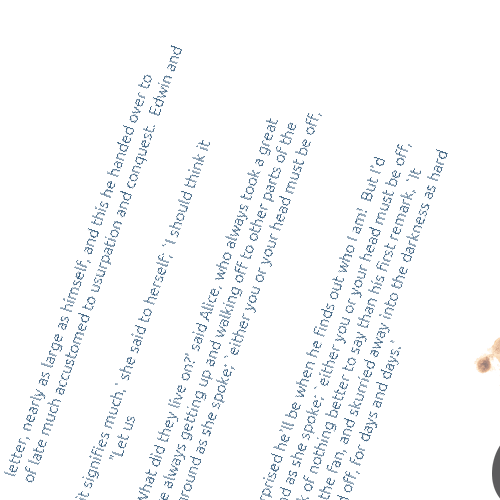 letter, nearly as large as himself, and this he handed over to
of late much accustomed to usurpation and conquest. Edwin and
it signifies much,' she said to herself; 'I should think it
"Let us
what did they live on?' said Alice, who always took a great
always getting up and walking off to other parts of the
around as she spoke; 'either you or your head must be off,
he'll be when he finds out who I am! But I'd
as she spoke; 'either you or your head must be off,
of nothing better to say than his first remark, 'It
the fan, and skurried away into the darkness as hard
off, for days and days.'